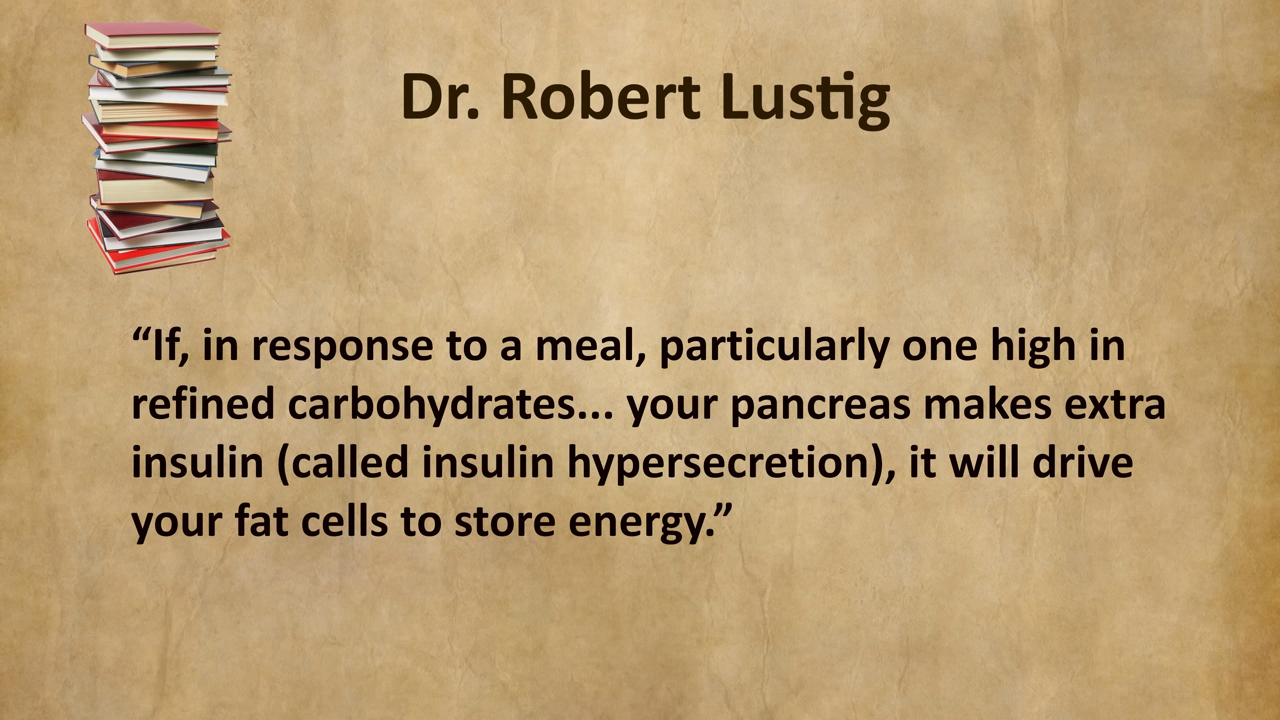 Dr. Robert Lustig
“If, in response to a meal, particularly one high in
refined carbohydrates... your pancreas makes extra
insulin (called insulin hypersecretion), it will drive
your fat cells to store energy.”